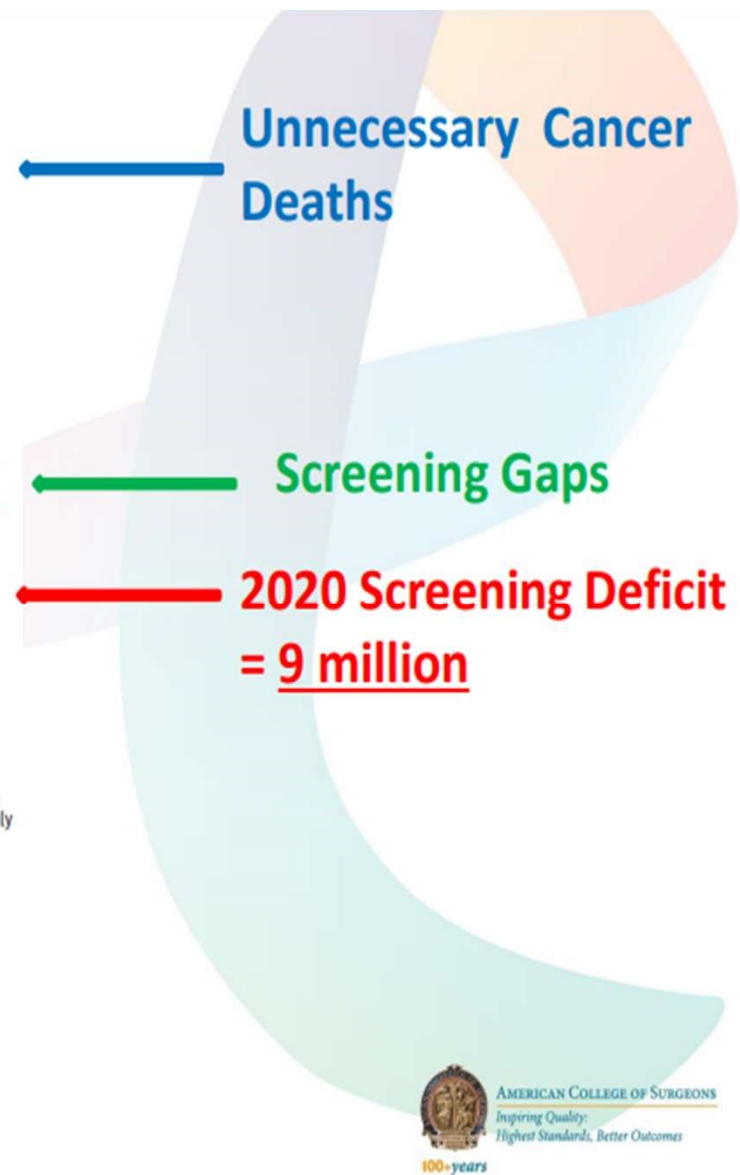 Unnecessary Cancer
Deaths
Screening Gaps
2020 Screening Deficit
= 9 million
ly
AMERICAN COLLEGE OF SURGEONS
Inspiring Quality:
Highest Standards, Better Outcomes
100+years